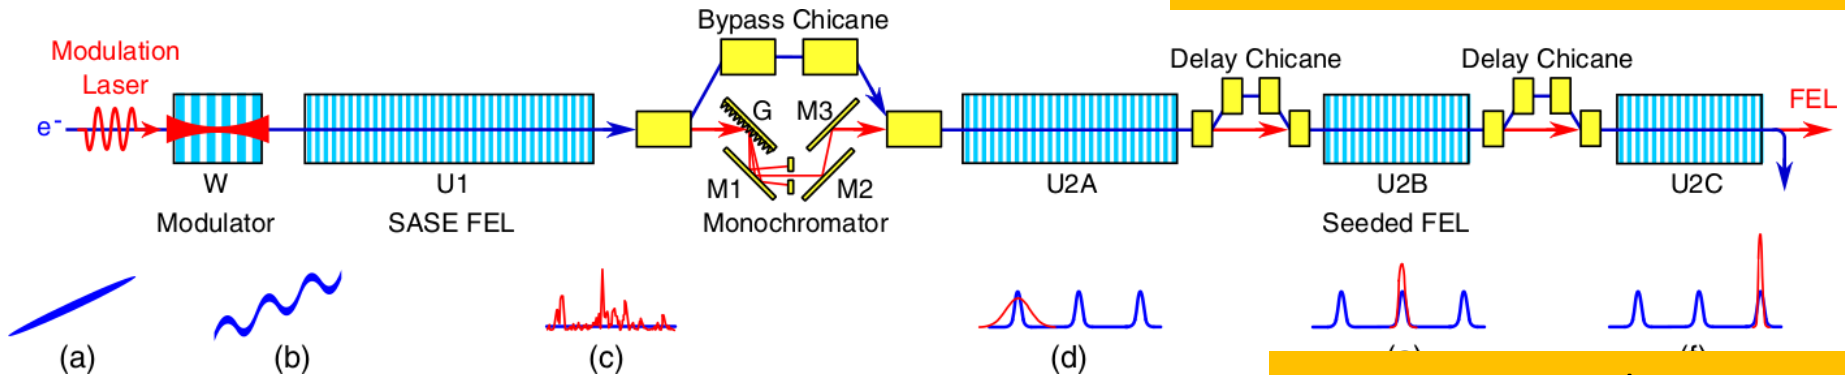 Bypass Chicane
Modulation
Laser
Delay Chicane
Delay Chicane
FEL
e-
G
M3
M1
M2
W
U1
U2A
U2B
U2C
Modulator
SASE FEL
Monochromator
Seeded FEL
(a)
(b)
(c)
(d)